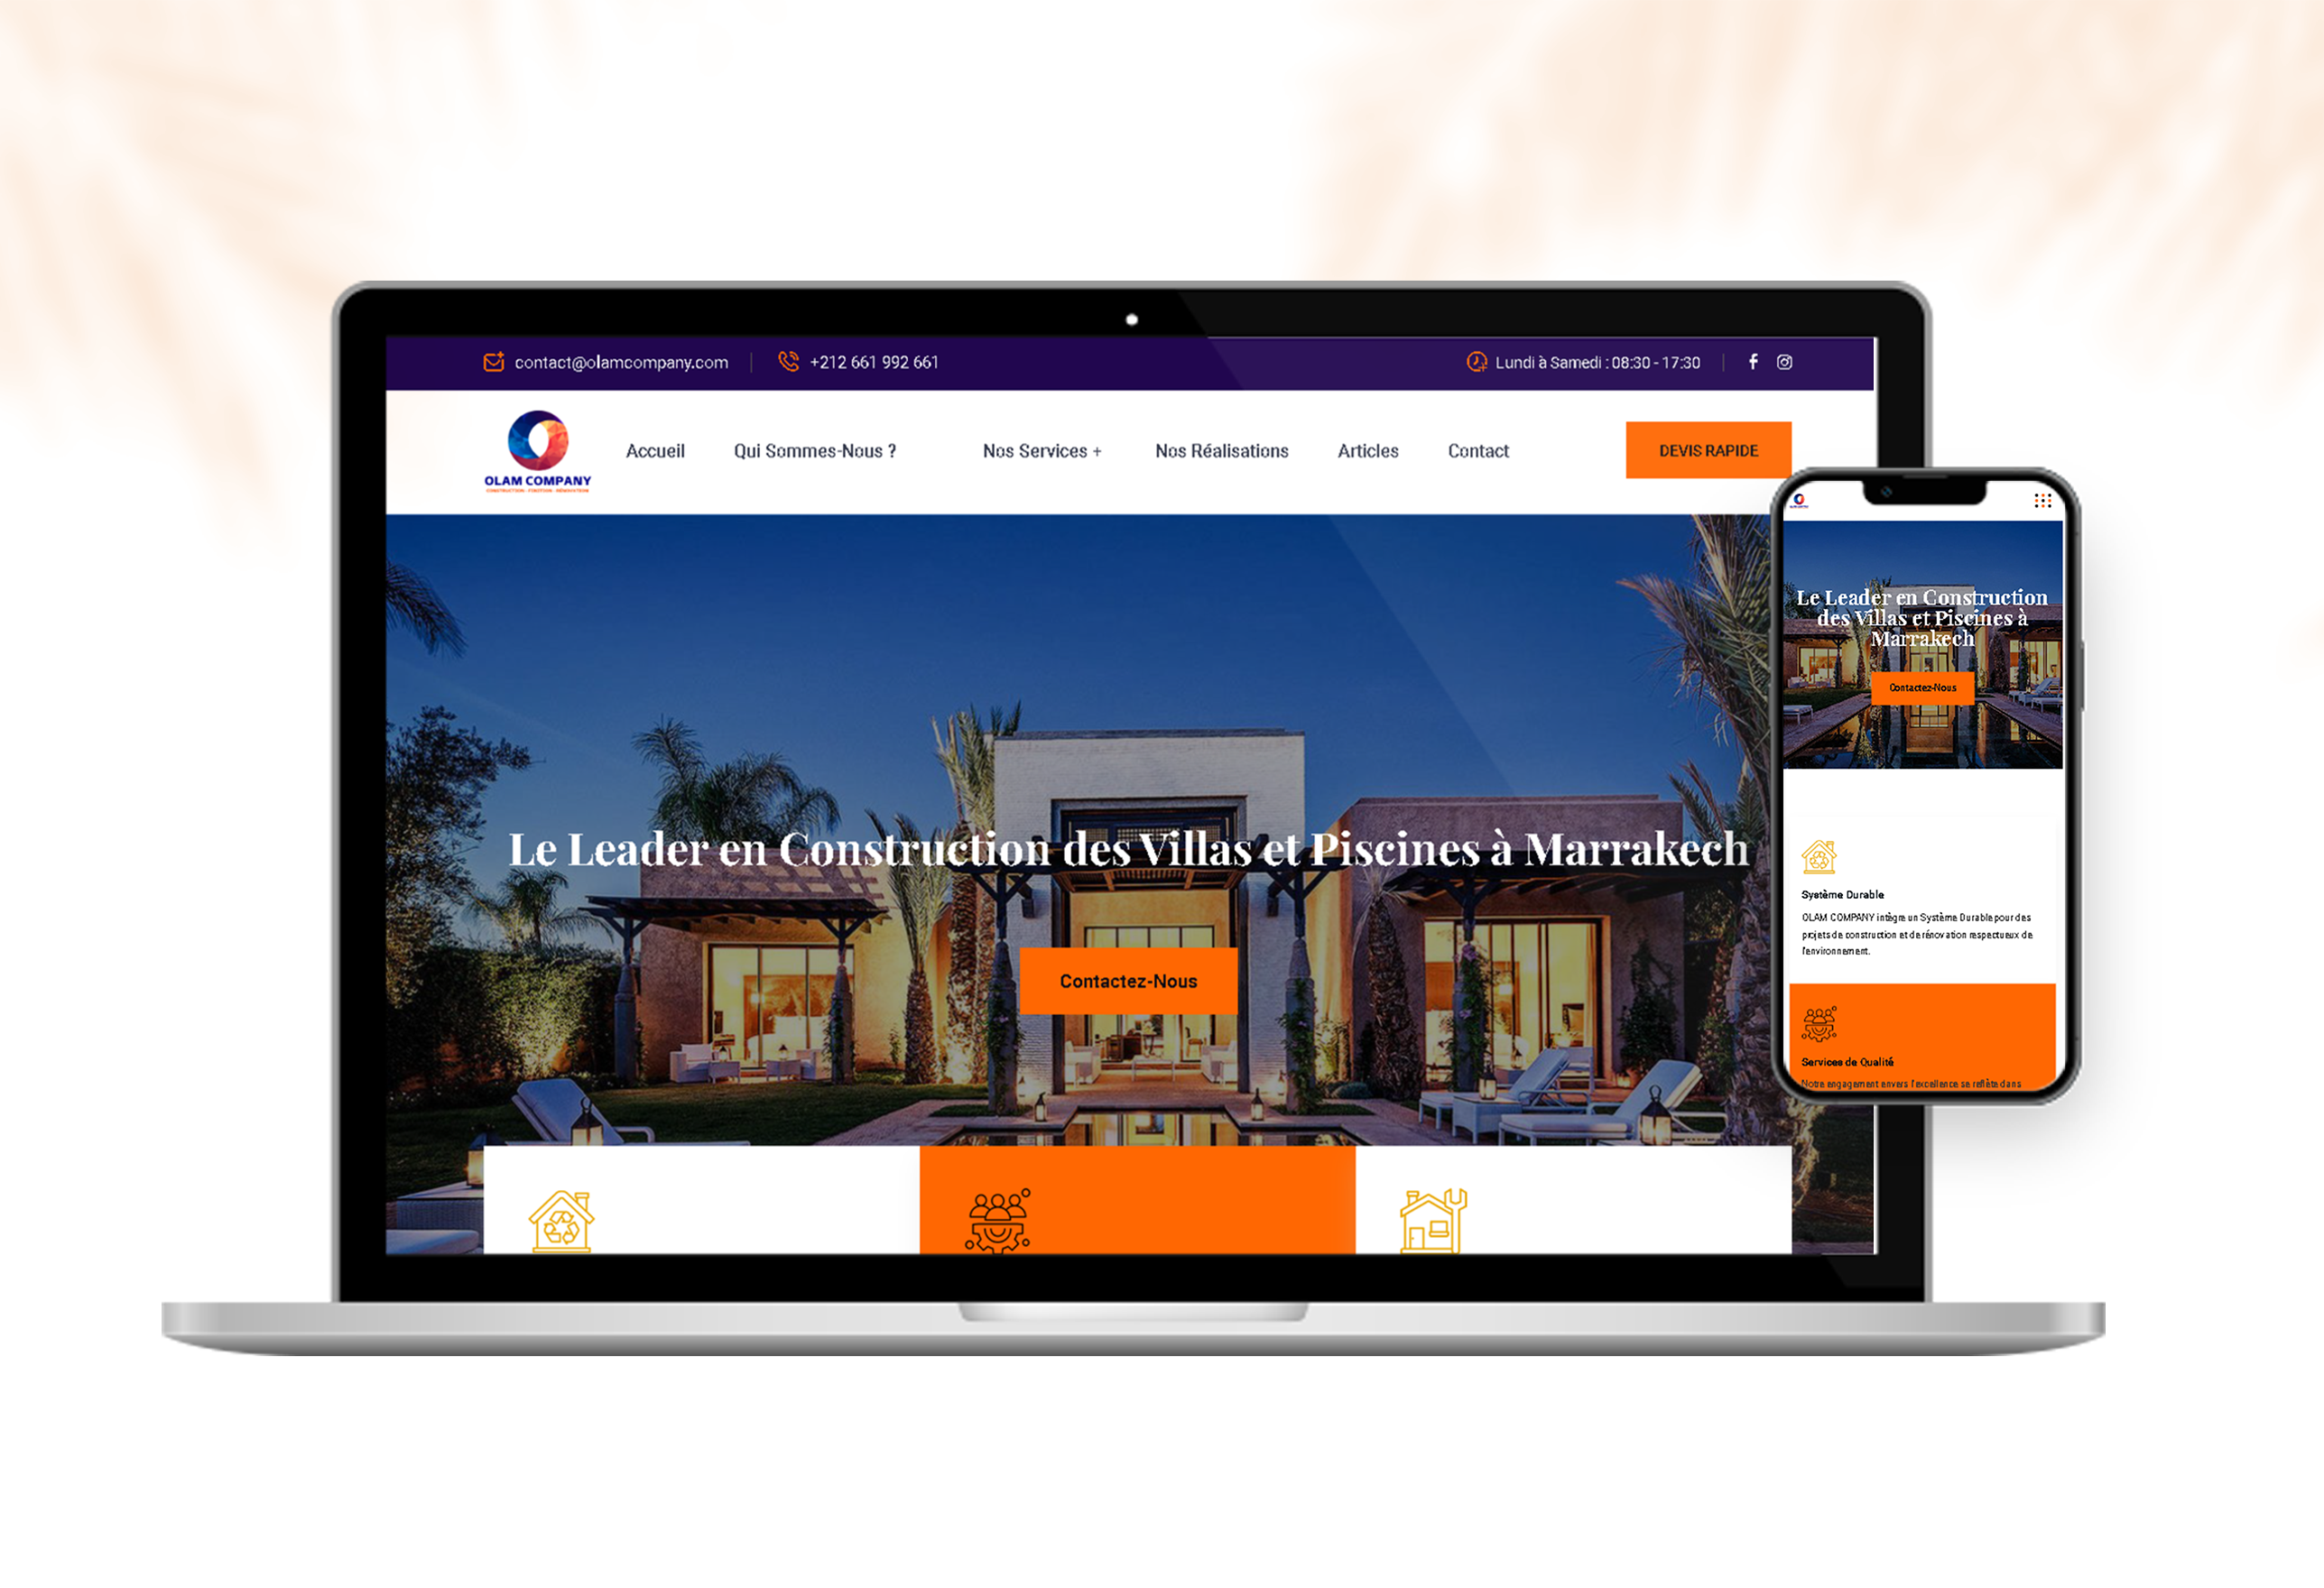 contact@olamcompany.com
+212 661 992 661
Lundi à Samedi : 08:30 - 17:30
OLAM COMPANY
Accueil
Qui Sommes-Nous ?
Nos Services +
Nos Réalisations
Articles
Contact
DEVIS RAPIDE
Le Leader en Construction des Villas et Piscines à Marrakech
Contactez-Nous
Le Leader en Construction
des Villas et Piscines à
Marrakech
Contactez-Nous
Système Durable
OLAM COMPANY intègre un Système Durable pour des
projets de construction et de rénovation respectueux de
l'environnement.
Services de Qualité
Notre engagement envers l'excellence se reflète dans